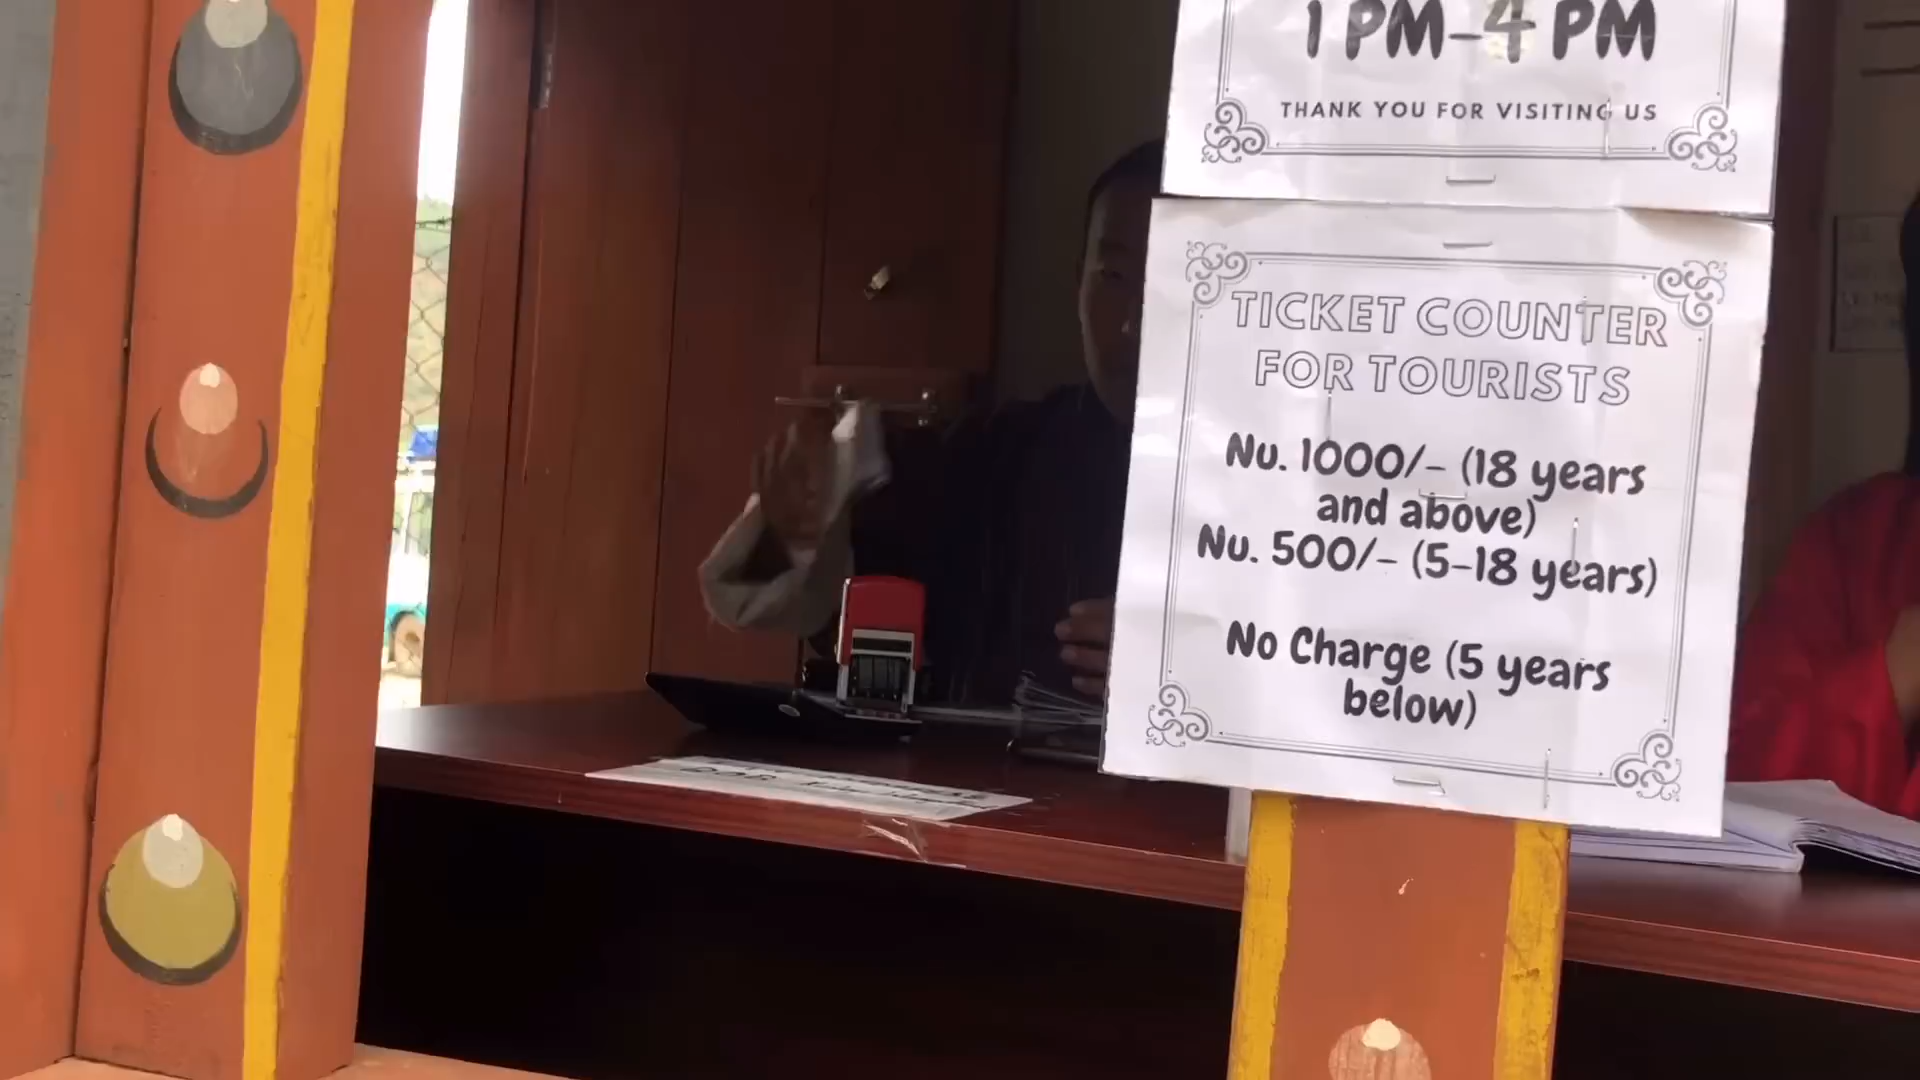 1 PM-4 PM
THANK YOU FOR VISITING US
TICKET COUNTER
FOR TOURISTS
Nu. 1000/- (18 years
and above)
Nu. 500/- (5-18 years)
No Charge (5 years
below)